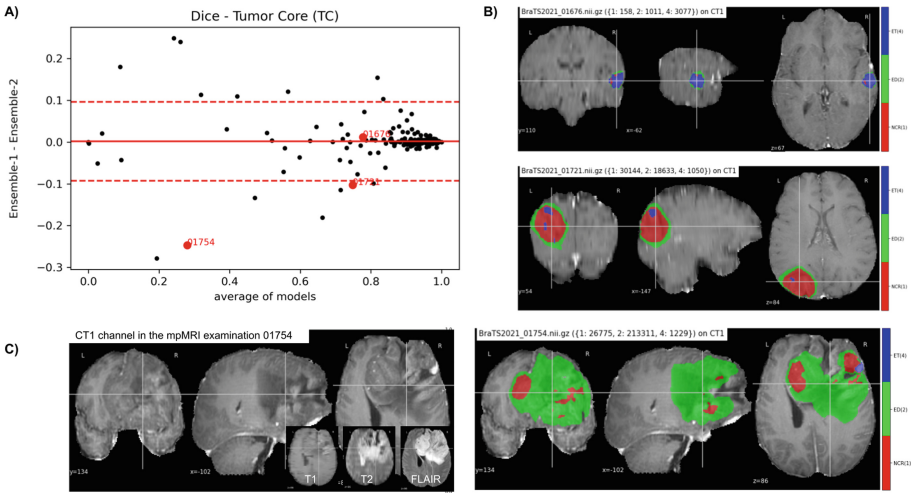 A)
Dice - Tumor Core (TC)
Ensemble-1 - Ensemble-2
0.2
0.1
0.0
−0.1
−0.2
−0.3
01676
01721
01754
0.0 0.2 0.4 0.6 0.8 1.0
average of models
B)
BraTS2021_01676.nii.gz ({1: 158, 2: 1011, 4: 3077}) on CT1
L R L R
y=110 x=-62 z=67
ET(4)
ED(2)
NCR(1)
BraTS2021_01721.nii.gz ({1: 30144, 2: 18633, 4: 1050}) on CT1
L R L R
y=54 x=-147 z=84
ET(4)
ED(2)
NCR(1)
C)
CT1 channel in the mpMRI examination 01754
L R L R
y=134 x=-102
T1 T2 FLAIR
BraTS2021_01754.nii.gz ({1: 26775, 2: 213311, 4: 1229}) on CT1
L R L R
y=134 x=-102 z=86
ET(4)
ED(2)
NCR(1)